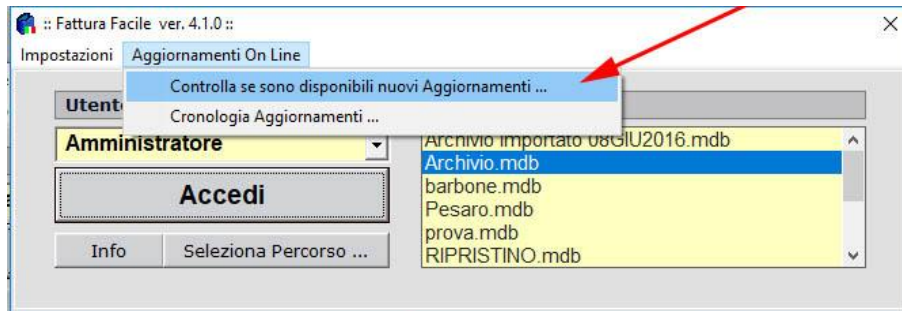 :: Fattura Facile ver. 4.1.0 ::
Impostazioni Aggiornamenti On Line
Controlla se sono disponibili nuovi Aggiornamenti ...
Cronologia Aggiornamenti ...
Amministratore
Accedi
Info Seleziona Percorso ...
Archivio Importato 08GIU2016.mdb
Archivio.mdb
barbone.mdb
Pesaro.mdb
prova.mdb
RIPRISTINO.mdb